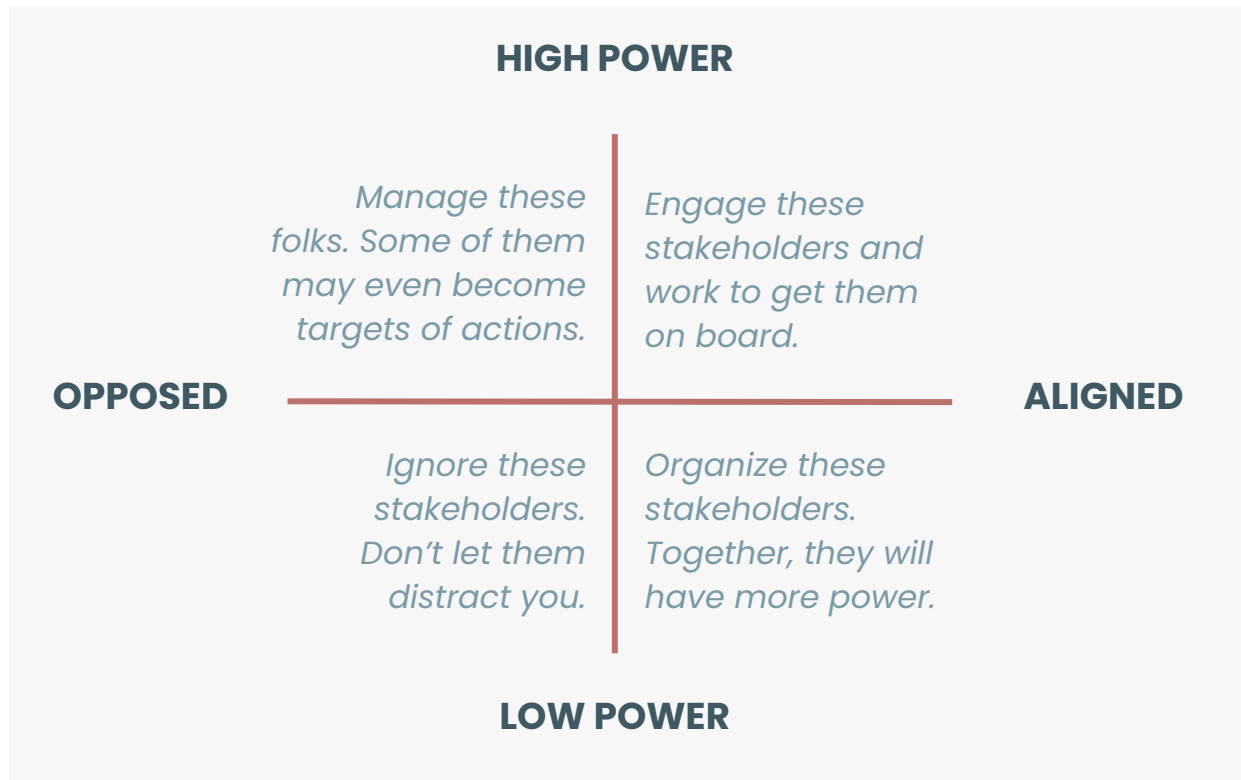 HIGH POWER
Manage these
folks. Some of them
may even become
targets of actions.
Engage these
stakeholders and
work to get them
on board.
OPPOSED
ALIGNED
Ignore these
stakeholders.
Don’t let them
distract you.
Organize these
stakeholders.
Together, they will
have more power.
LOW POWER